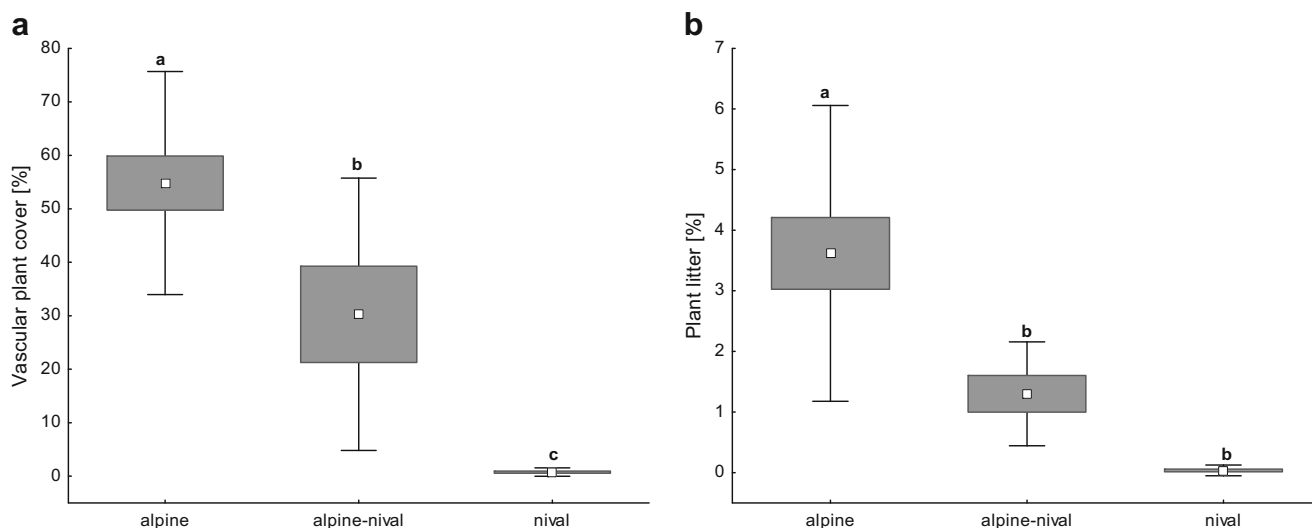 a
Vascular plant cover [%]
80
70
60
50
40
30
20
10
0
a
b
c
alpine
alpine-nival
nival
b
Plant litter [%]
7
6
5
4
3
2
1
0
a
b
b
alpine
alpine-nival
nival